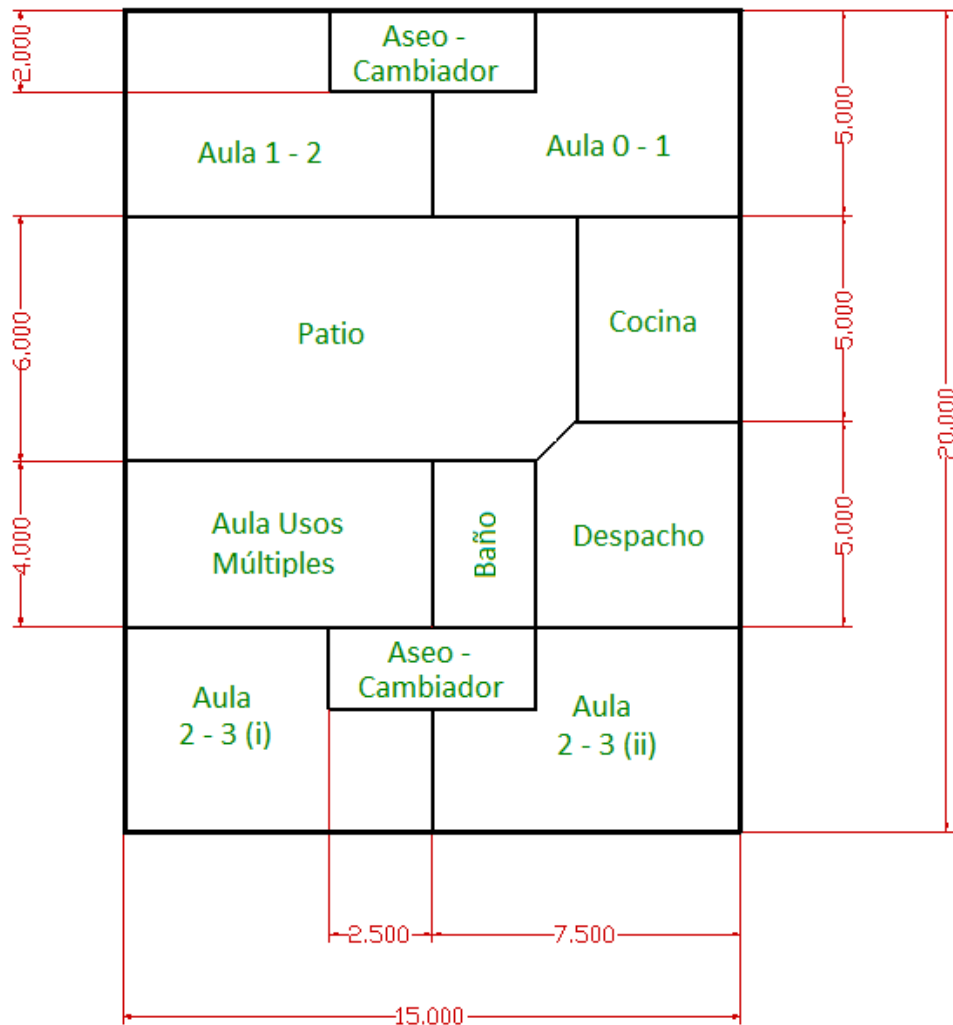 Aseo -
Cambiador
2.000
5.000
Aula 1 - 2
Aula 0 - 1
Patio
Cocina
6.000
5.000
20.000
Aula Usos
Múltiples
Baño
Despacho
4.000
5.000
Aseo -
Cambiador
Aula
2 - 3 (i)
Aula
2 - 3 (ii)
2.500
7.500
15.000